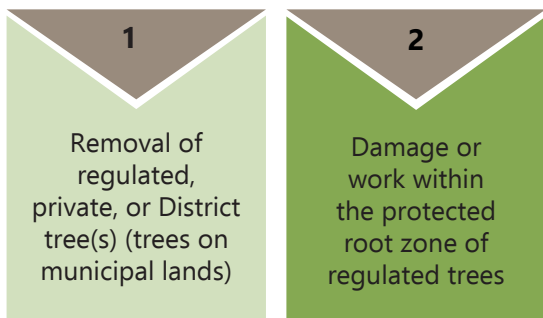 1
Removal of
regulated,
private, or District
tree(s) (trees on
municipal lands)
2
Damage or
work within
the protected
root zone of
regulated trees